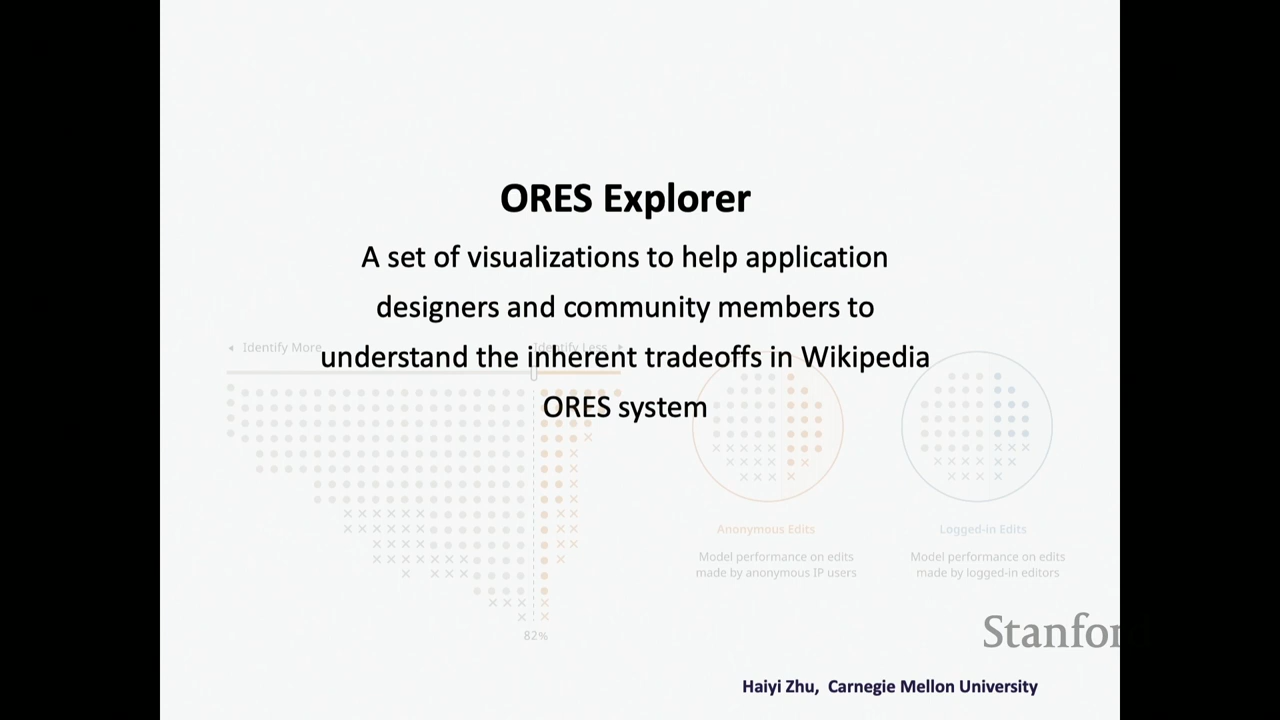 ORES Explorer
A set of visualizations to help application
designers and community members to
understand the inherent tradeoffs in Wikipedia
ORES system
Identify More
Identify Less
Anonymous Edits
Model performance on edits
made by anonymous IP users
Logged-in Edits
Model performance on edits
made by logged-in editors
82%
Stanfor
Haiyi Zhu, Carnegie Mellon University